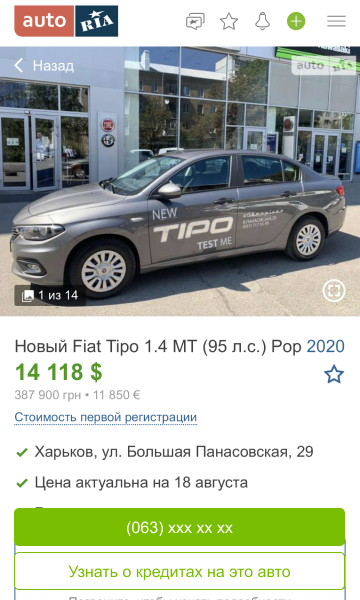 auto RIA
Назад
auto RIA
NEW
TIPO
TEST ME
1 из 14
Новый Fiat Tipo 1.4 MT (95 л.с.) Pop 2020
14 118 $
387 900 грн • 11 850 €
Стоимость первой регистрации
Харьков, ул. Большая Панасовская, 29
Цена актуальна на 18 августа
(063) xxx xx xx
Узнать о кредитах на это авто